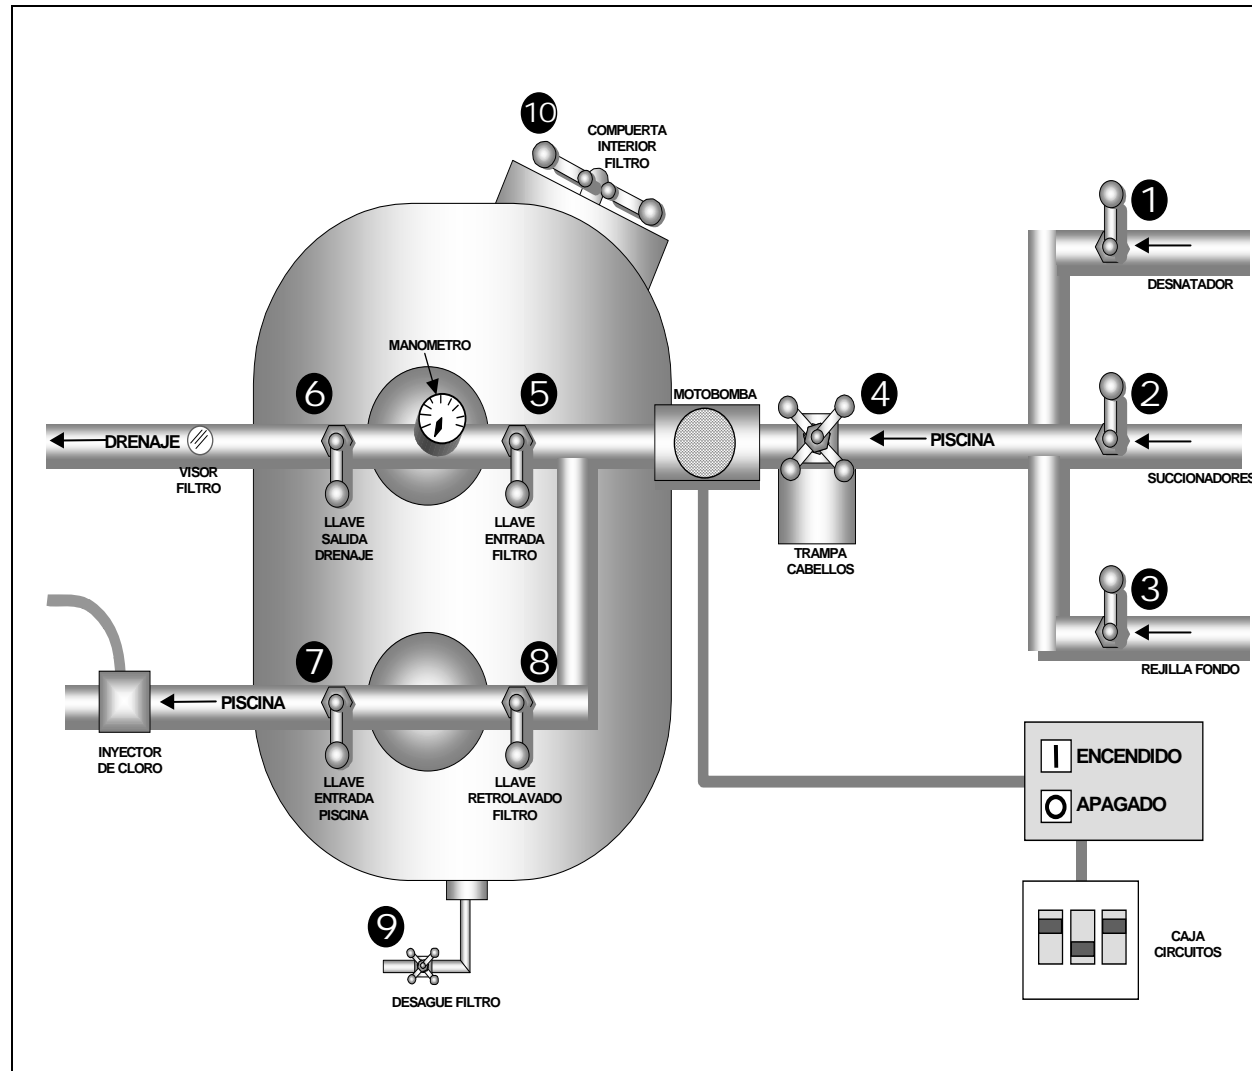 10
COMPUERTA
INTERIOR
FILTRO
1
DESNATADOR
MANOMETRO
6
5
MOTOBOMBA
4
2
DRENAJE
PISCINA
VISOR
FILTRO
SUCCIONADORES
LLAVE
SALIDA
DRENAJE
LLAVE
ENTRADA
FILTRO
TRAMPA
CABELLOS
3
REJILLA FONDO
7
8
PISCINA
INYECTOR
DE CLORO
LLAVE
ENTRADA
PISCINA
LLAVE
RETROLAVADO
FILTRO
I ENCENDIDO
O APAGADO
9
DESAGUE FILTRO
CAJA
CIRCUITOS